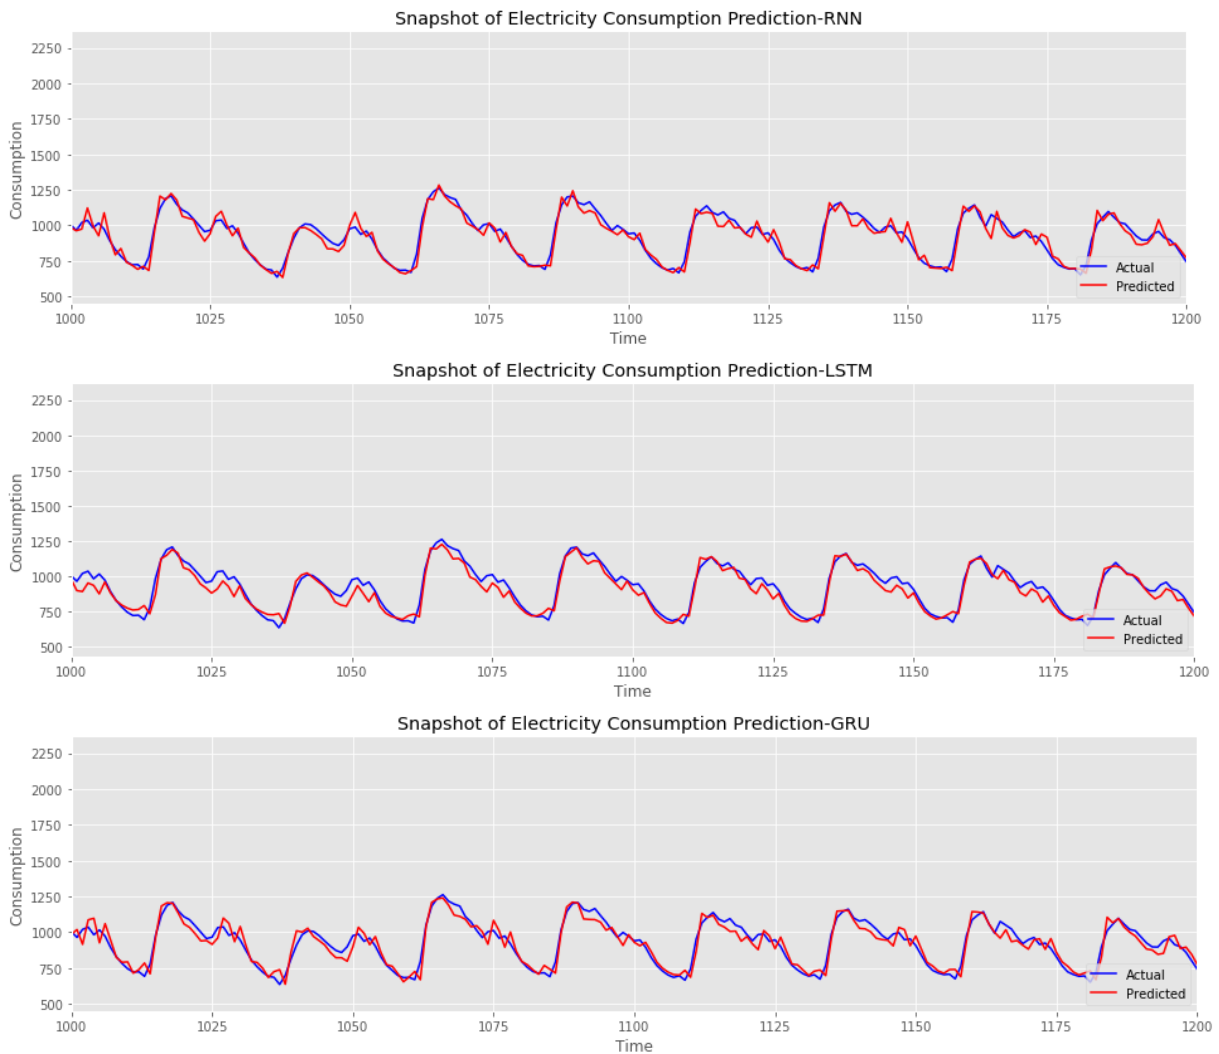 Snapshot of Electricity Consumption Prediction-RNN
2250
2000
1750
1500
1250
1000
750
500
Consumption
Actual
Predicted
1000 1025 1050 1075 1100 1125 1150 1175 1200
Time
Snapshot of Electricity Consumption Prediction-LSTM
2250
2000
1750
1500
1250
1000
750
500
Consumption
Actual
Predicted
1000 1025 1050 1075 1100 1125 1150 1175 1200
Time
Snapshot of Electricity Consumption Prediction-GRU
2250
2000
1750
1500
1250
1000
750
500
Consumption
Actual
Predicted
1000 1025 1050 1075 1100 1125 1150 1175 1200
Time